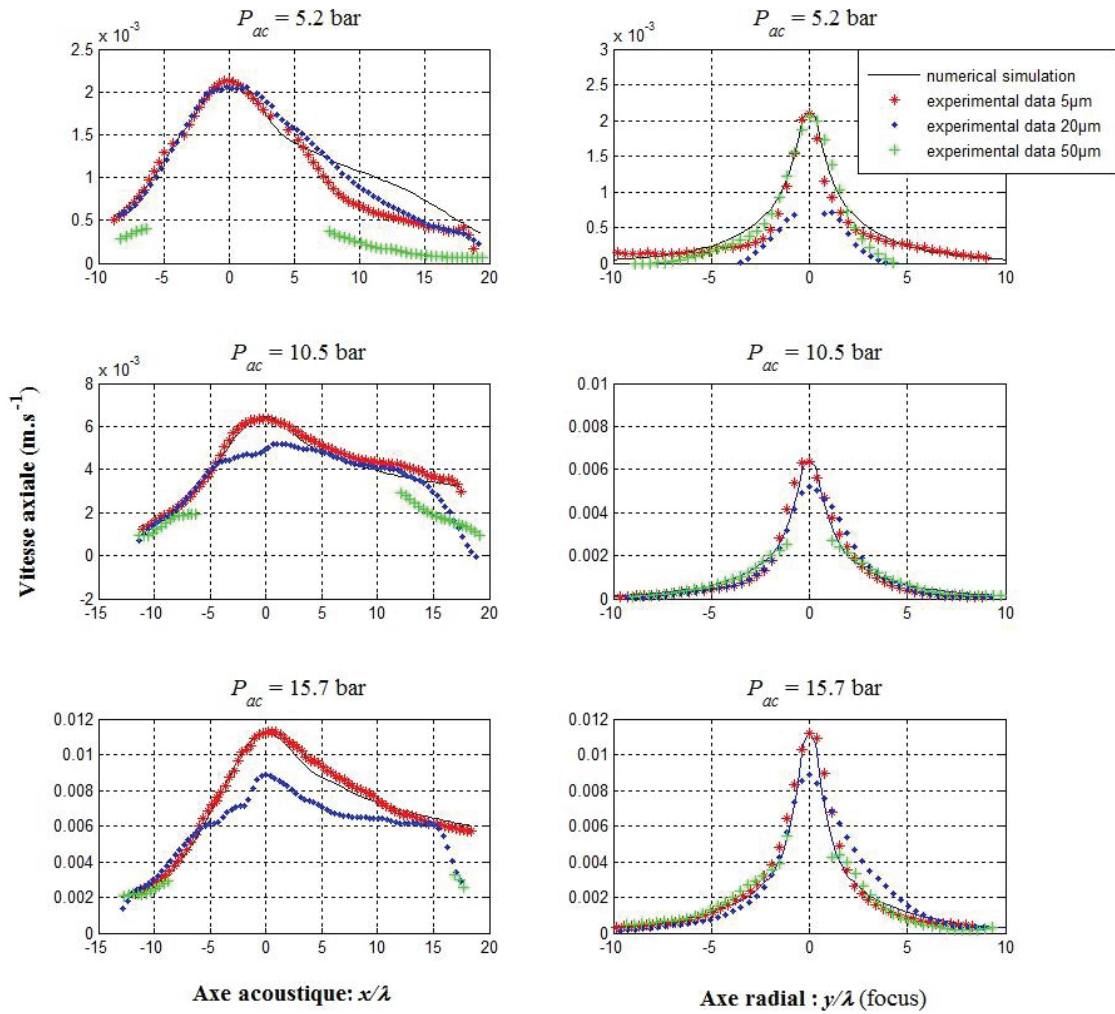 P_ac = 5.2 bar
x 10^-3
2.5
2
1.5
1
0.5
0
-10 -5 0 5 10 15 20
P_ac = 5.2 bar
x 10^-3
3
2.5
2
1.5
1
0.5
0
-10 -5 0 5 10
numerical simulation
experimental data 5µm
experimental data 20µm
experimental data 50µm
Vitesse axiale (m.s^-1)
P_ac = 10.5 bar
x 10^-3
8
6
4
2
0
-2
-15 -10 -5 0 5 10 15 20
P_ac = 10.5 bar
0.01
0.008
0.006
0.004
0.002
0
-10 -5 0 5 10
P_ac = 15.7 bar
0.012
0.01
0.008
0.006
0.004
0.002
0
-15 -10 -5 0 5 10 15 20
Axe acoustique: x/λ
P_ac = 15.7 bar
0.012
0.01
0.008
0.006
0.004
0.002
0
-10 -5 0 5 10
Axe radial : y/λ (focus)